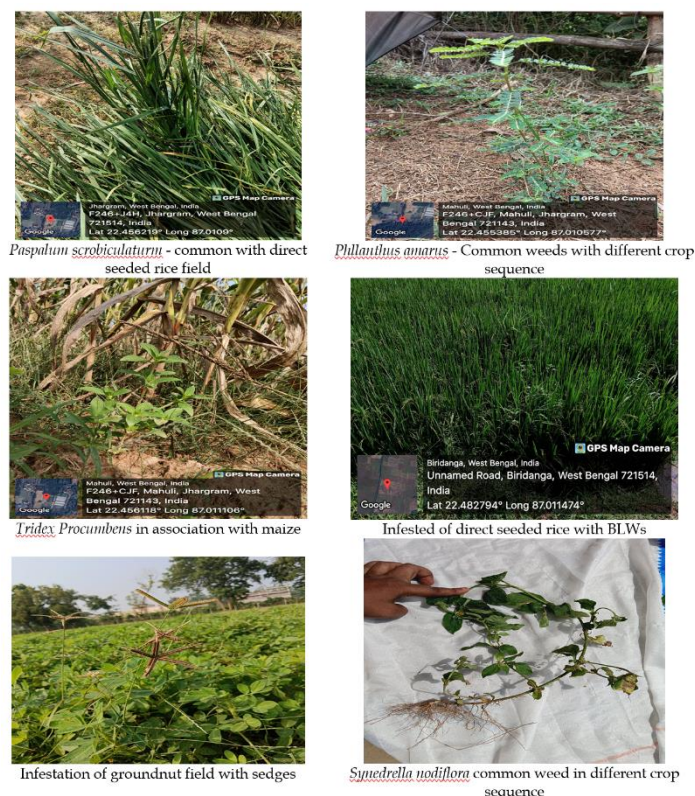 GPS Map Camera
Jhargram, West Bengal, India
F246+J4H, Jhargram, West Bengal
721514, India
Lat 22.456219° Long 87.0109°
Google
Paspalum scrobiculaturm - common with direct
seeded rice field
GPS Map Camera
Mahuli, West Bengal, India
F246+CJF, Mahuli, Jhargram, West
Bengal 721143, India
Lat 22.455385° Long 87.010577°
Google
Phllanthus amarus - Common weeds with different crop
sequence
GPS Map Camera
Mahuli, West Bengal, India
F246+CJF, Mahuli, Jhargram, West
Bengal 721143, India
Lat 22.456118° Long 87.011106°
Google
Tridex Procumbens in association with maize
GPS Map Camera
Biridanga, West Bengal, India
Unnamed Road, Biridanga, West Bengal 721514,
India
Lat 22.482794° Long 87.011474°
Google
Infested of direct seeded rice with BLWs
Infestation of groundnut field with sedges
Synedrella nodiflora common weed in different crop
sequence